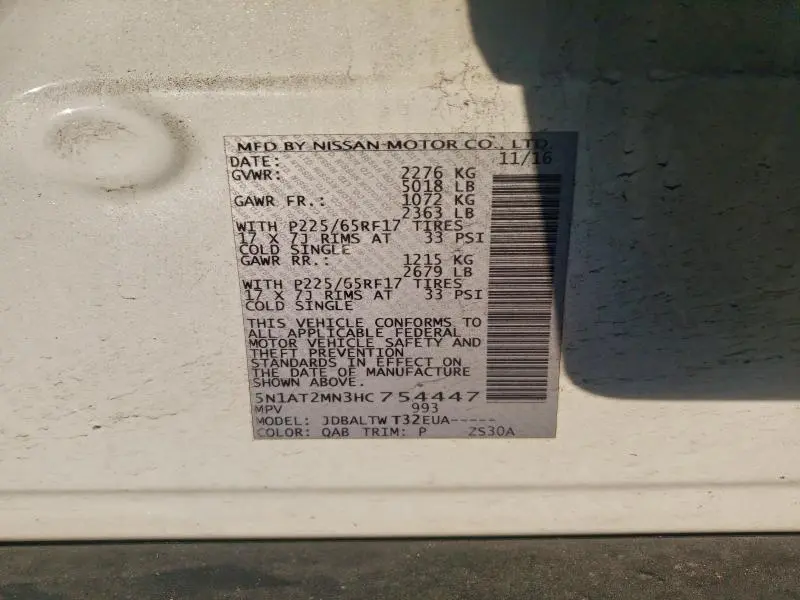 MFD BY NISSAN MOTOR CO., LTD.
DATE: 11/16
GVWR: 2276 KG
5018 LB
GAWR FR.: 1072 KG
2363 LB
WITH P225/65RF17 TIRES
17 X 7J RIMS AT 33 PSI
COLD SINGLE
GAWR RR.: 1215 KG
2679 LB
WITH P225/65RF17 TIRES
17 X 7J RIMS AT 33 PSI
COLD SINGLE
THIS VEHICLE CONFORMS TO
ALL APPLICABLE FEDERAL
MOTOR VEHICLE SAFETY AND
THEFT PREVENTION
STANDARDS IN EFFECT ON
THE DATE OF MANUFACTURE
SHOWN ABOVE.
5N1AT2MN3HC754447
MPV 993
MODEL: JDBALTW T32EUA-----
COLOR: QAB TRIM: P ZS30A